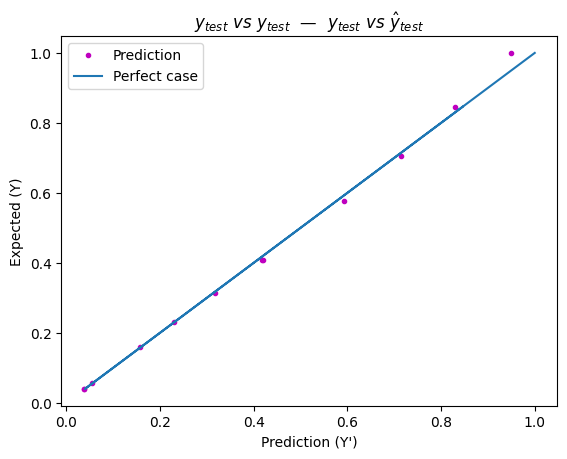 y_test vs y_test — y_test vs ŷ_test
Prediction
Perfect case
1.0
0.8
0.6
0.4
0.2
0.0
Expected (Y)
0.0 0.2 0.4 0.6 0.8 1.0
Prediction (Y')